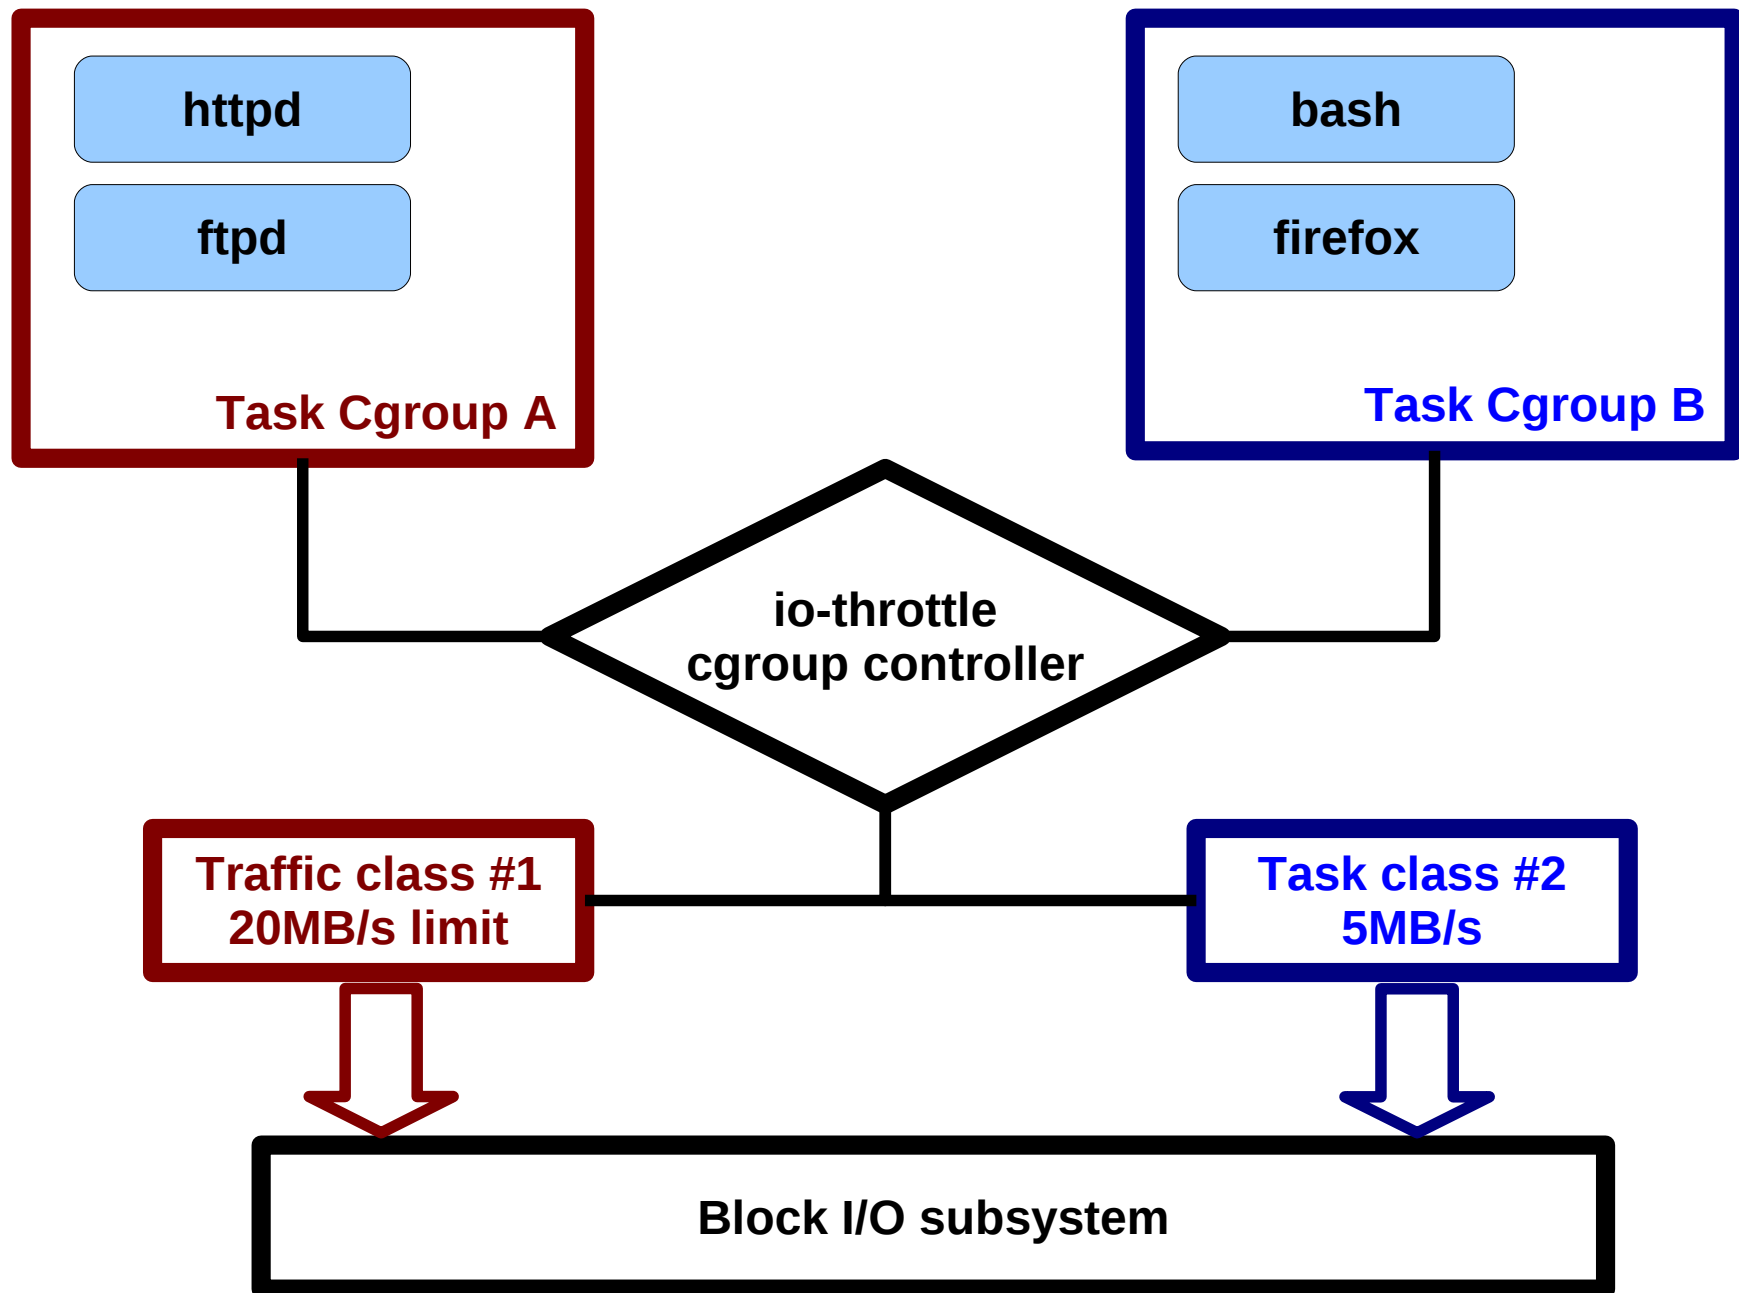 httpd
ftpd
Task Cgroup A
bash
firefox
Task Cgroup B
io-throttle
cgroup controller
Traffic class #1
20MB/s limit
Task class #2
5MB/s
Block I/O subsystem